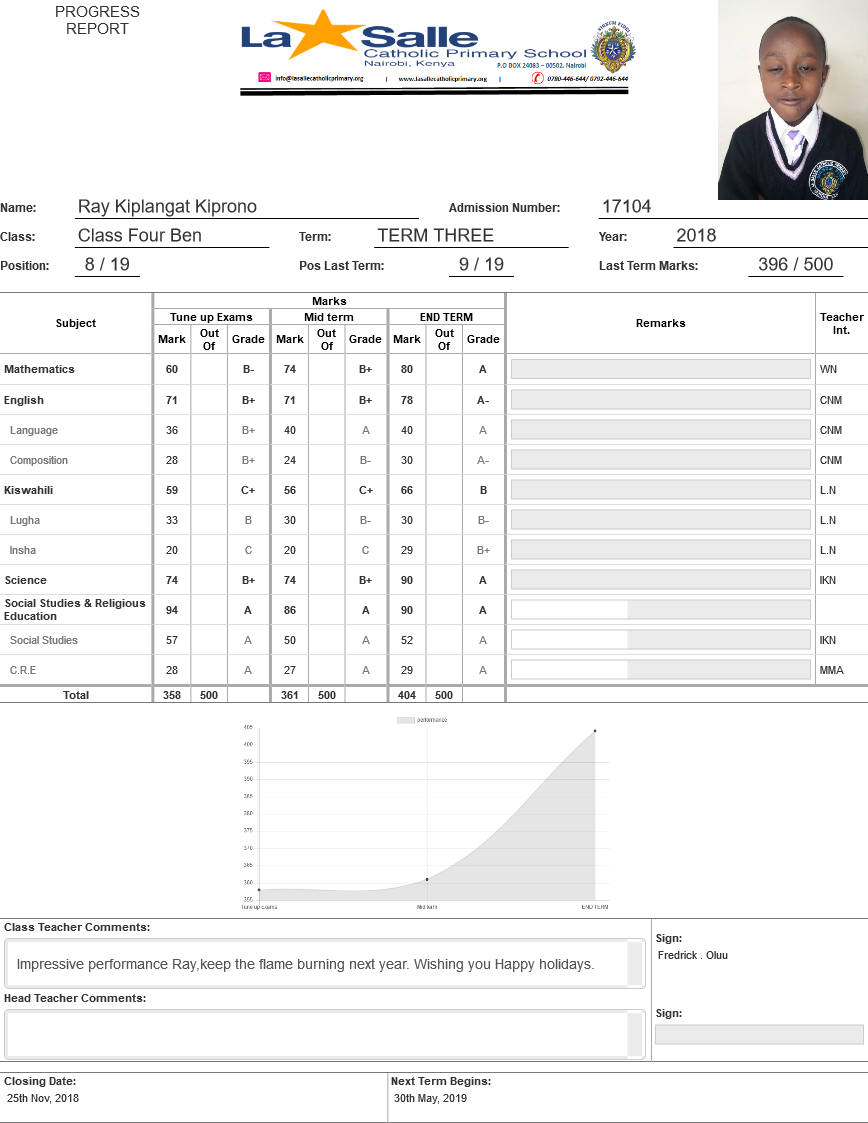 PROGRESS
REPORT
La Salle
Catholic Primary School
Nairobi, Kenya
P.O BOX 24083 – 00502, Nairobi
info@lasallecatholicprimary.org | www.lasallecatholicprimary.org | 0780-446-644/ 0792-446-644
Name: Ray Kiplangat Kiprono Admission Number: 17104
Class: Class Four Ben Term: TERM THREE Year: 2018
Position: 8 / 19 Pos Last Term: 9 / 19 Last Term Marks: 396 / 500
Subject Marks Remarks Teacher Int.
Tune up Exams Mid term END TERM
Mark Out Of Grade Mark Out Of Grade Mark Out Of Grade
Mathematics 60 B- 74 B+ 80 A WN
English 71 B+ 71 B+ 78 A- CNM
Language 36 B+ 40 A 40 A CNM
Composition 28 B+ 24 B- 30 A- CNM
Kiswahili 59 C+ 56 C+ 66 B L.N
Lugha 33 B 30 B- 30 B- L.N
Insha 20 C 20 C 29 B+ L.N
Science 74 B+ 74 B+ 90 A IKN
Social Studies & Religious Education 94 A 86 A 90 A
Social Studies 57 A 50 A 52 A IKN
C.R.E 28 A 27 A 29 A MMA
Total 358 500 361 500 404 500
performance
405
400
395
390
385
380
375
370
365
360
355
Tune up Exams Mid term END TERM
Class Teacher Comments:
Impressive performance Ray,keep the flame burning next year. Wishing you Happy holidays.
Sign:
Fredrick . Oluu
Head Teacher Comments:
Sign:
Closing Date: Next Term Begins:
25th Nov, 2018 30th May, 2019